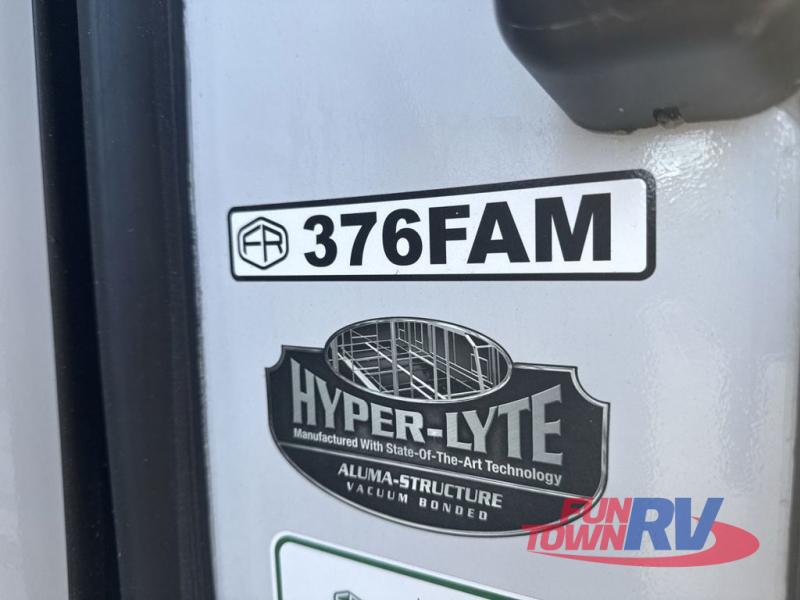 FR 376FAM
HYPER-LYTE
Manufactured With State-Of-The-Art Technology
ALUMA-STRUCTURE
VACUUM BONDED
FUN
TOWN RV